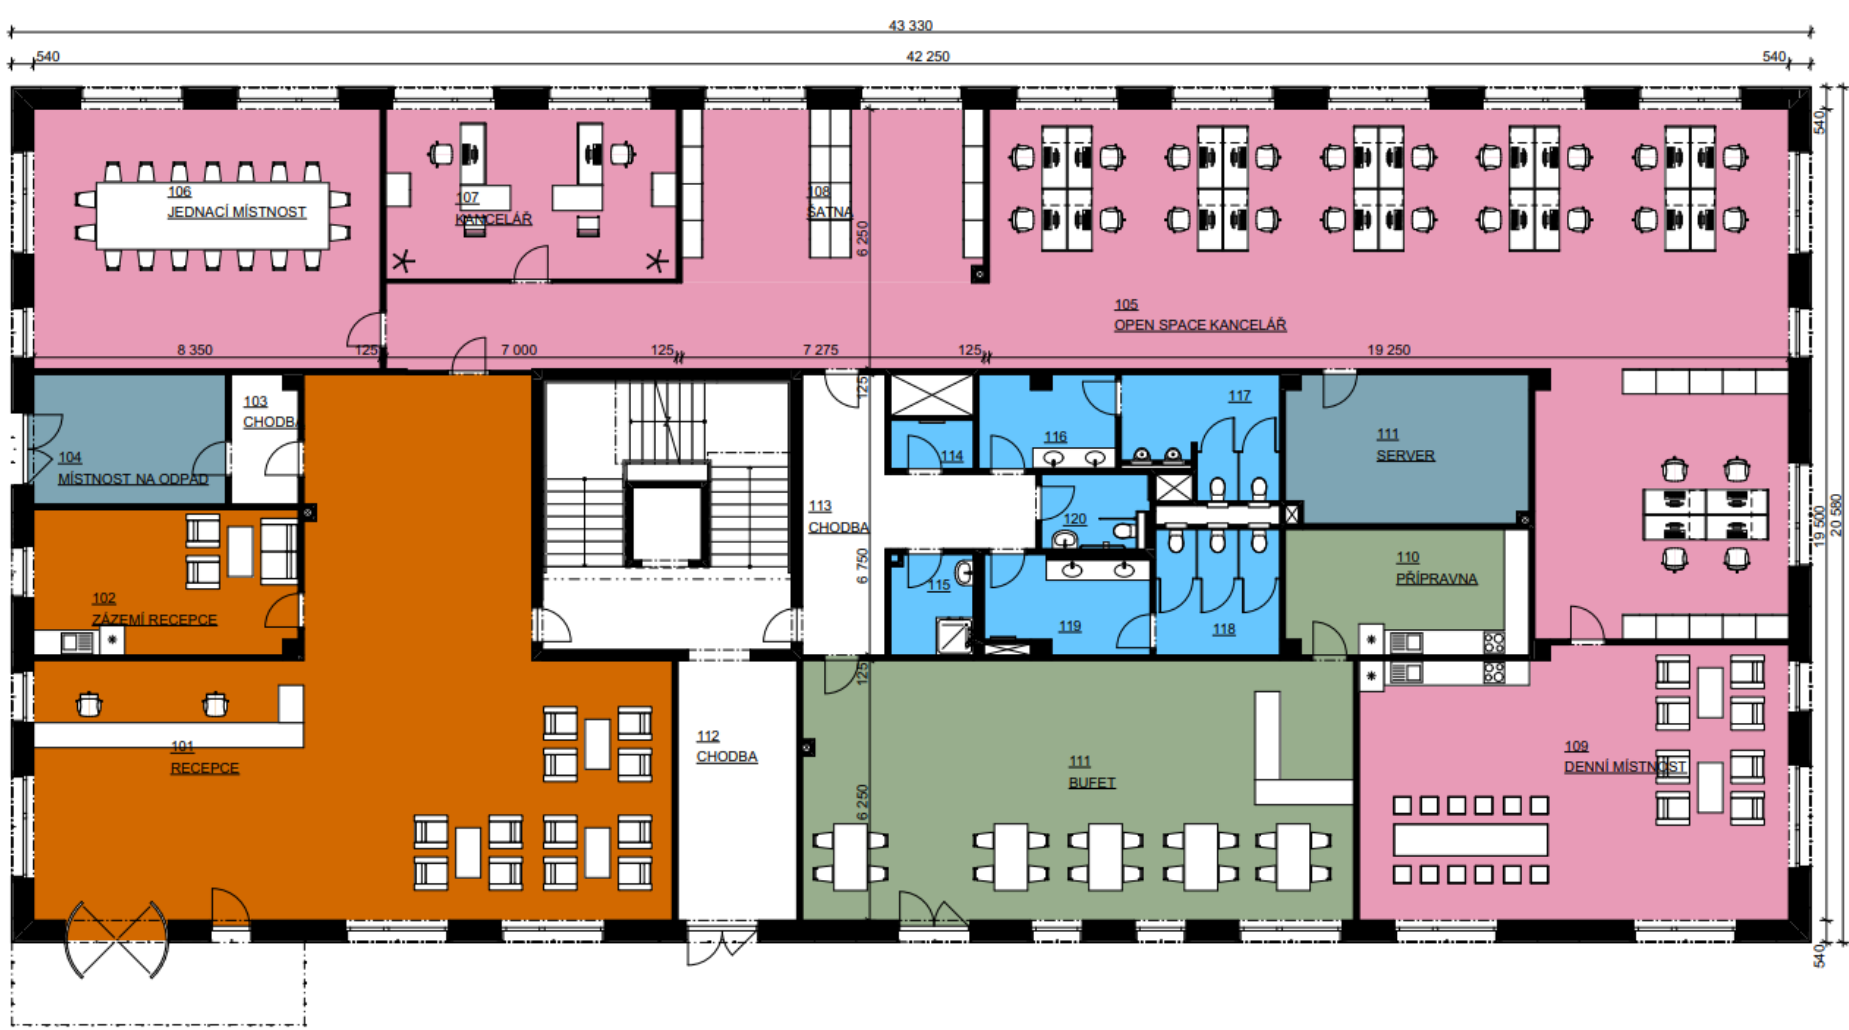 43 330
540
42 250
540
540
106
JEDNACÍ MÍSTNOST
107
KANCELÁŘ
108
ŠATNA
6 250
105
OPEN SPACE KANCELÁŘ
8 350
125
7 000
125
7 275
125
19 250
103
CHODBA
104
MÍSTNOST NA ODPAD
125
114
116
117
111
SERVER
113
CHODBA
120
19 500
20 580
6 750
115
110
PŘÍPRAVNA
102
ZÁZEMÍ RECEPCE
119
118
125
101
RECEPCE
112
CHODBA
111
BUFET
109
DENNÍ MÍSTNOST
6 250
540